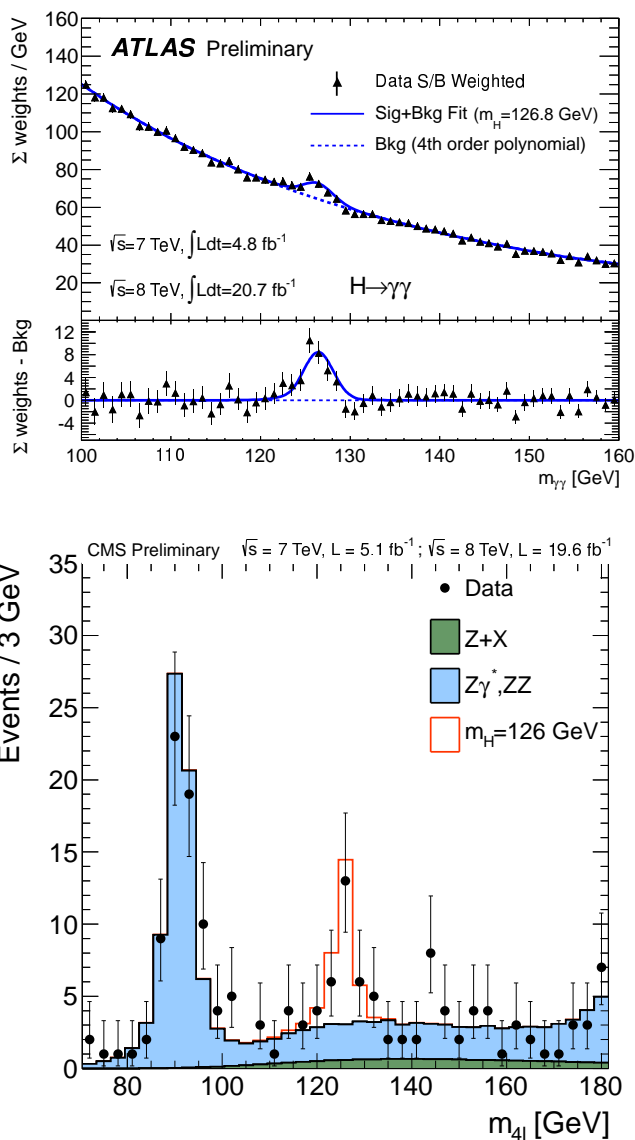 160
140
120
100
80
60
40
20
Σ weights / GeV
ATLAS Preliminary
Data S/B Weighted
Sig+Bkg Fit (m_H=126.8 GeV)
Bkg (4th order polynomial)
√s=7 TeV, ∫Ldt=4.8 fb⁻¹
√s=8 TeV, ∫Ldt=20.7 fb⁻¹
H→γγ
Σ weights - Bkg
12
8
4
0
-4
100 110 120 130 140 150 160
m_γγ [GeV]
CMS Preliminary √s = 7 TeV, L = 5.1 fb⁻¹ ; √s = 8 TeV, L = 19.6 fb⁻¹
Events / 3 GeV
35
30
25
20
15
10
5
0
Data
Z+X
Zγ*,ZZ
m_H=126 GeV
80 100 120 140 160 180
m_4l [GeV]